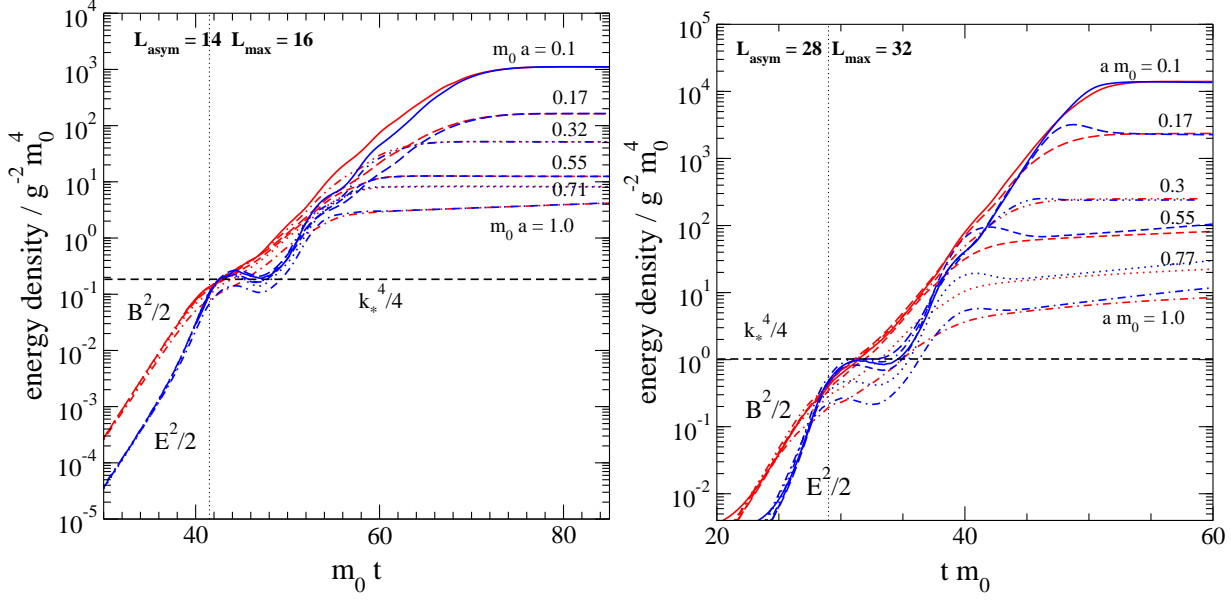 L_asym = 14 L_max = 16
m_0 a = 0.1
0.17
0.32
0.55
0.71
m_0 a = 1.0
k_*^4/4
B^2/2
E^2/2
10^3
10^2
10^1
10^0
10^-1
10^-2
10^-3
10^-4
10^-5
energy density / g^-2 m_0^4
40 60 80
m_0 t
L_asym = 28 L_max = 32
a m_0 = 0.1
0.17
0.3
0.55
0.77
a m_0 = 1.0
k_*^4/4
B^2/2
E^2/2
10^5
10^4
10^3
10^2
10^1
10^0
10^-1
10^-2
energy density / g^-2 m_0^4
20 40 60
t m_0